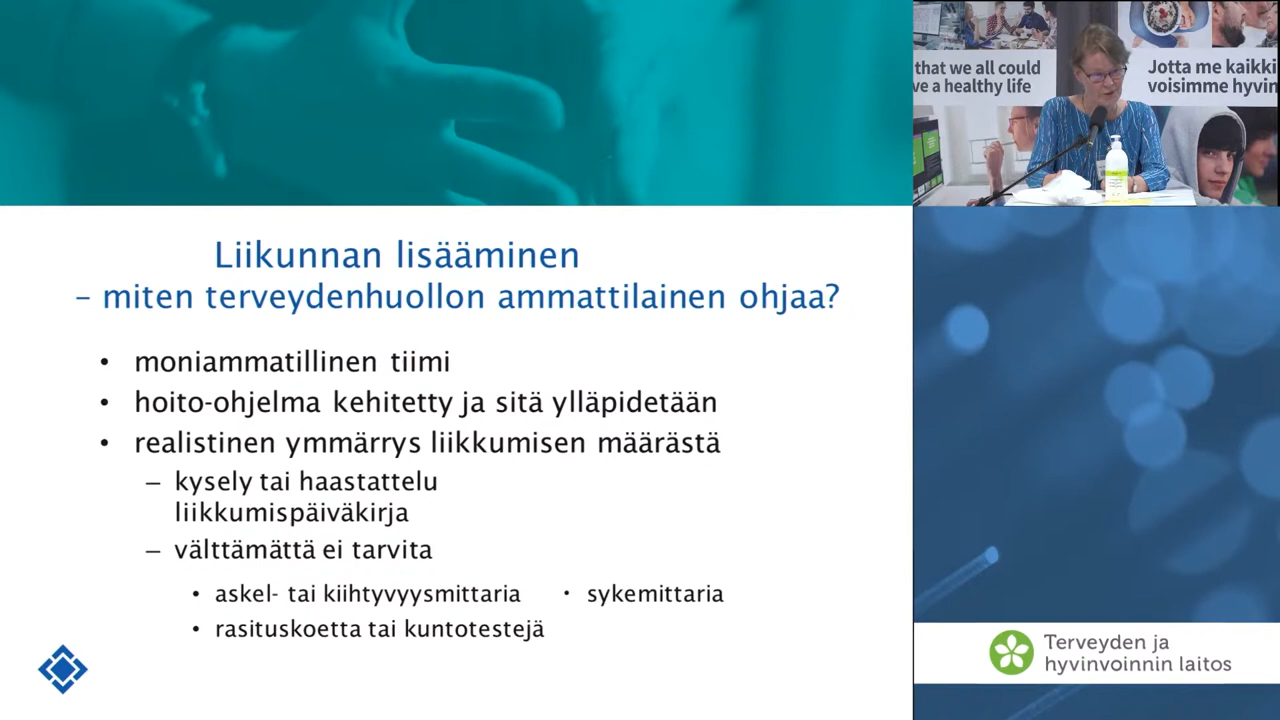 that we all could
ve a healthy life
Jotta me kaikki
voisimme hyvin
Liikunnan lisääminen
– miten terveydenhuollon ammattilainen ohjaa?
• moniammatillinen tiimi
• hoito-ohjelma kehitetty ja sitä ylläpidetään
• realistinen ymmärrys liikkumisen määrästä
– kysely tai haastattelu
liikkumispäiväkirja
– välttämättä ei tarvita
• askel- tai kiihtyvyysmittaria • sykemittaria
• rasituskoetta tai kuntotestejä
Terveyden ja
hyvinvoinnin laitos